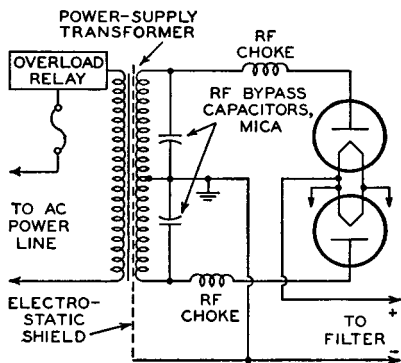 POWER-SUPPLY
TRANSFORMER
OVERLOAD
RELAY
RF
CHOKE
RF BYPASS
CAPACITORS,
MICA
TO AC
POWER
LINE
ELECTRO-
STATIC
SHIELD
RF
CHOKE
+
TO
FILTER
-